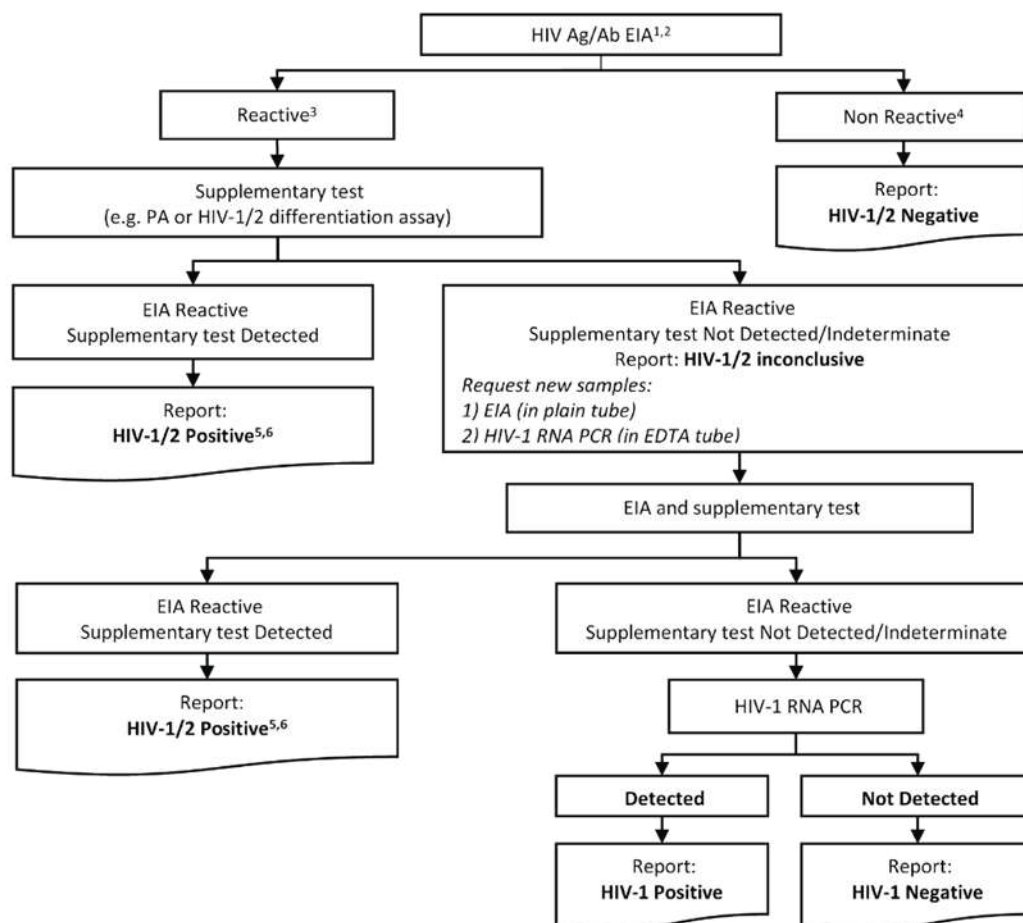 HIV Ag/Ab EIA1,2
Reactive3
Non Reactive4
Supplementary test
(e.g. PA or HIV-1/2 differentiation assay)
Report:
HIV-1/2 Negative
EIA Reactive
Supplementary test Detected
EIA Reactive
Supplementary test Not Detected/Indeterminate
Report: HIV-1/2 inconclusive
Request new samples:
1) EIA (in plain tube)
2) HIV-1 RNA PCR (in EDTA tube)
Report:
HIV-1/2 Positive5,6
EIA and supplementary test
EIA Reactive
Supplementary test Detected
EIA Reactive
Supplementary test Not Detected/Indeterminate
Report:
HIV-1/2 Positive5,6
HIV-1 RNA PCR
Detected
Not Detected
Report:
HIV-1 Positive
Report:
HIV-1 Negative